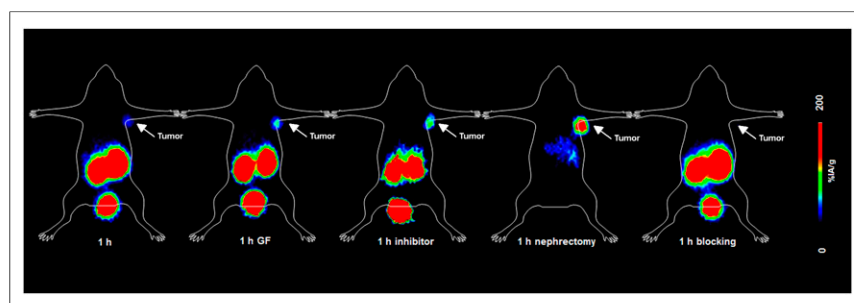 Tumor
Tumor
Tumor
Tumor
Tumor
200
%IA/g
0
1 h
1 h GF
1 h inhibitor
1 h nephrectomy
1 h blocking